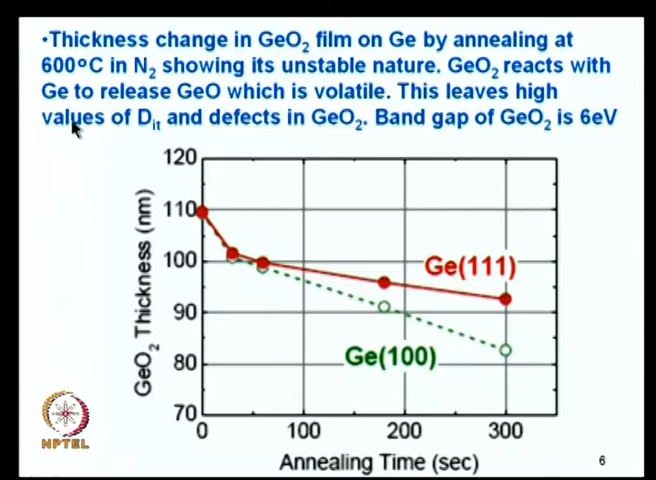 •Thickness change in GeO2 film on Ge by annealing at
600ºC in N2 showing its unstable nature. GeO2 reacts with
Ge to release GeO which is volatile. This leaves high
values of Dit and defects in GeO2. Band gap of GeO2 is 6eV
120
110
100
90
80
70
GeO2 Thickness (nm)
Ge(111)
Ge(100)
0 100 200 300
Annealing Time (sec)
NPTEL
6